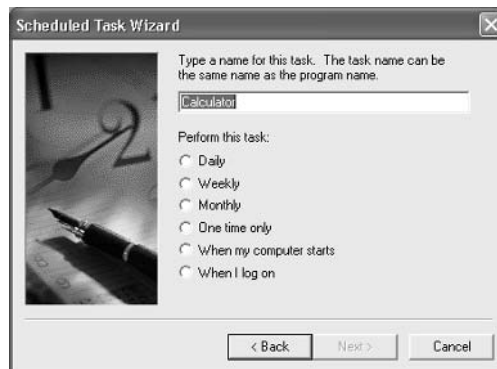 Scheduled Task Wizard
Type a name for this task. The task name can be
the same name as the program name.
Calculator
Perform this task:
Daily
Weekly
Monthly
One time only
When my computer starts
When I log on
< Back
Next >
Cancel